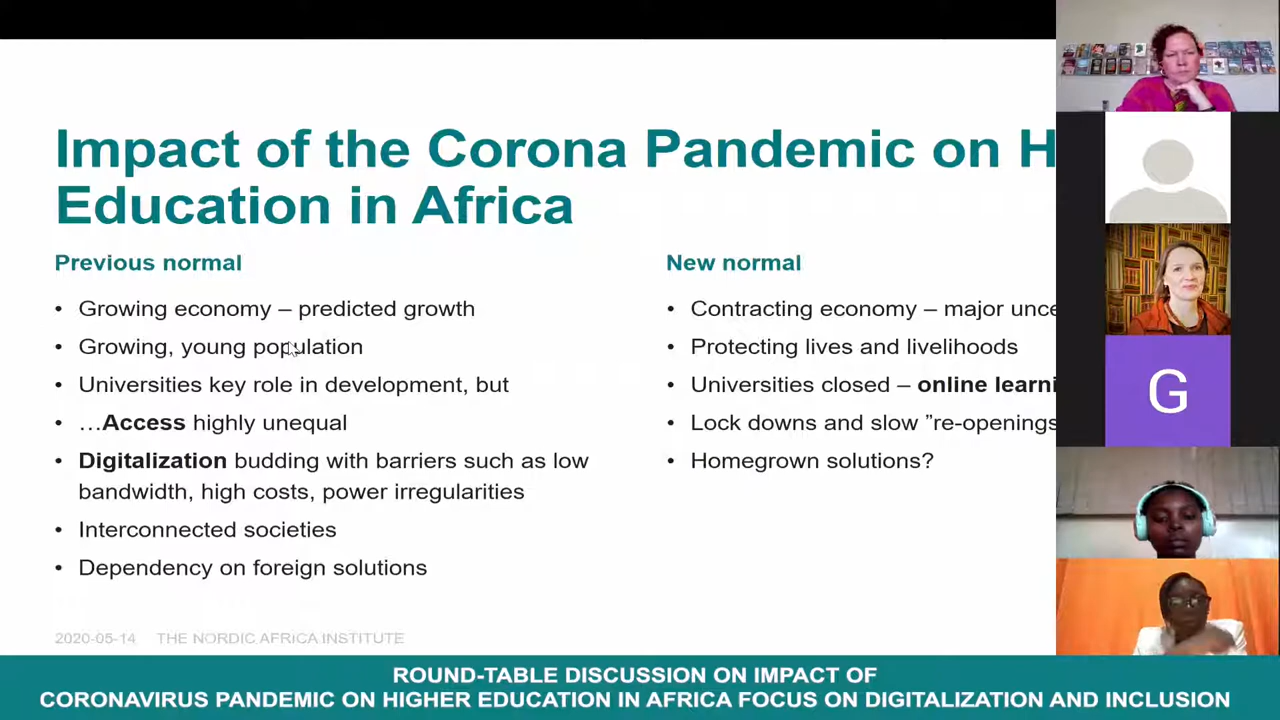 Impact of the Corona Pandemic on H
Education in Africa
Previous normal
• Growing economy – predicted growth
• Growing, young population
• Universities key role in development, but
• …Access highly unequal
• Digitalization budding with barriers such as low
bandwidth, high costs, power irregularities
• Interconnected societies
• Dependency on foreign solutions
New normal
• Contracting economy – major unce
• Protecting lives and livelihoods
• Universities closed – online learni
• Lock downs and slow ”re-openings
• Homegrown solutions?
G
2020-05-14 THE NORDIC AFRICA INSTITUTE
ROUND-TABLE DISCUSSION ON IMPACT OF
CORONAVIRUS PANDEMIC ON HIGHER EDUCATION IN AFRICA FOCUS ON DIGITALIZATION AND INCLUSION